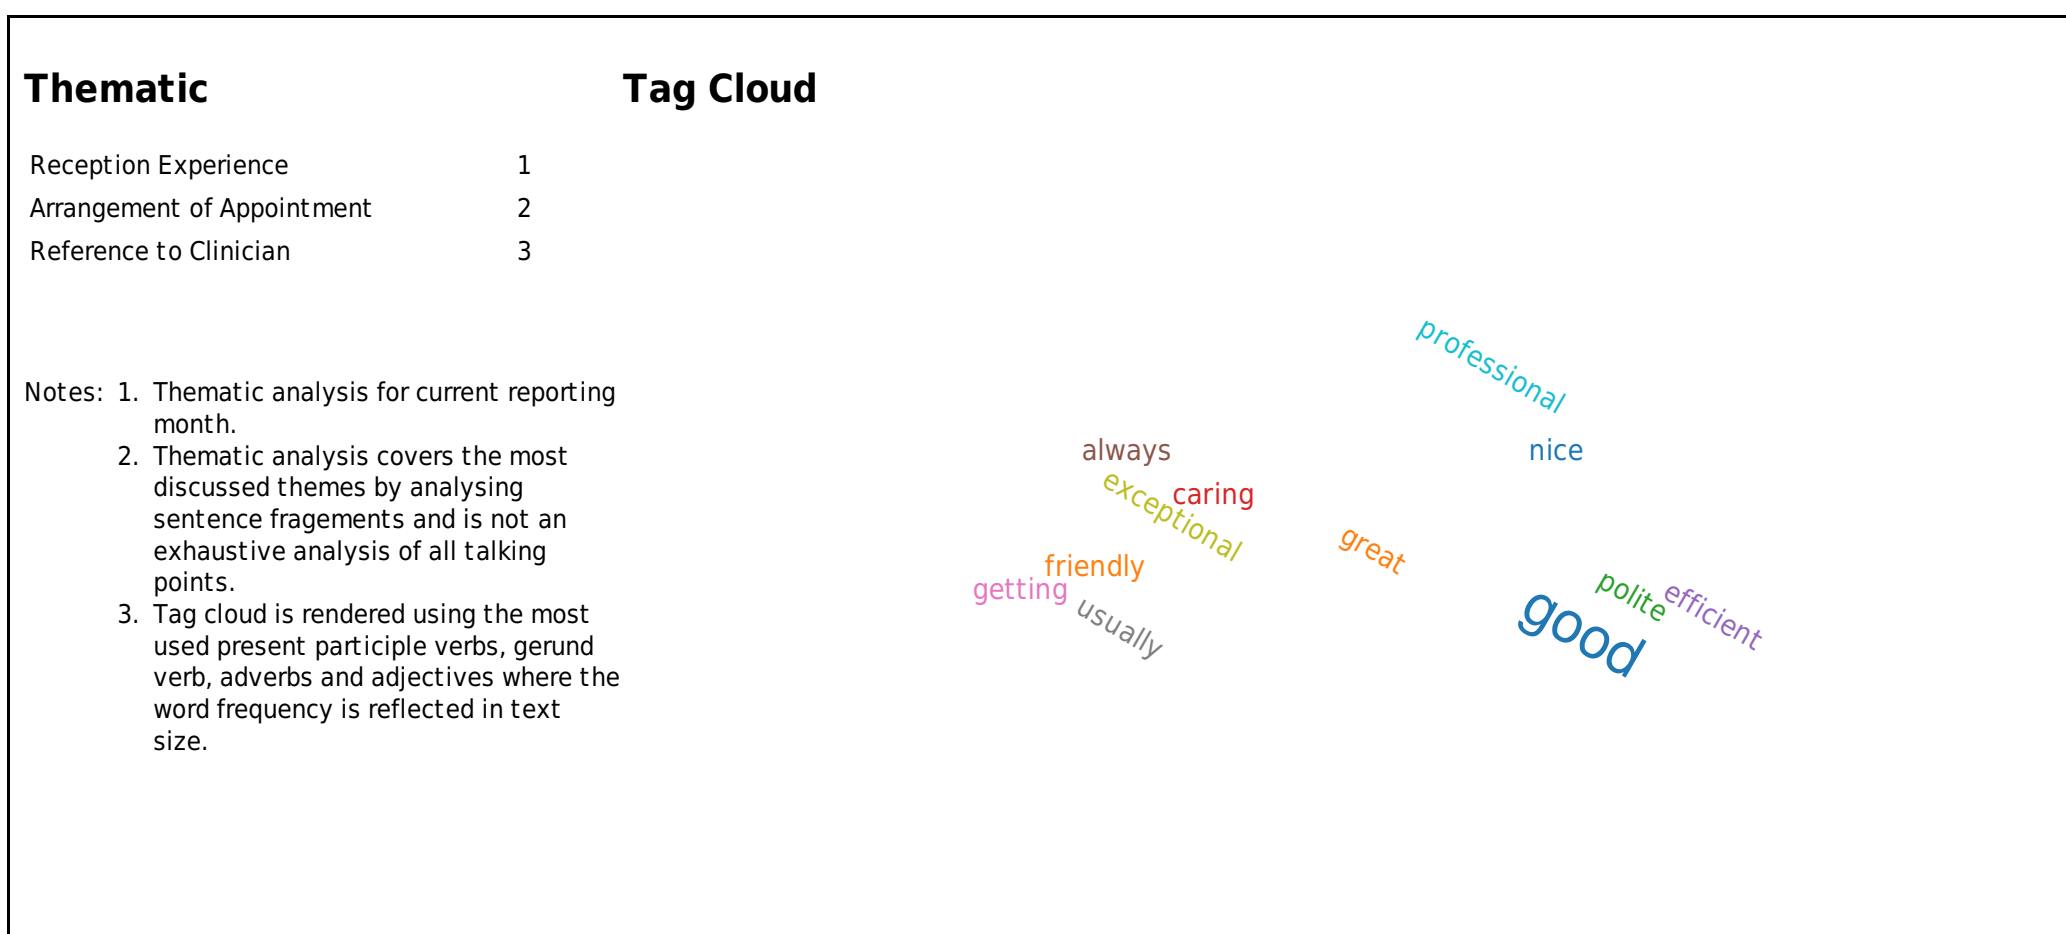 Thematic
Reception Experience 1
Arrangement of Appointment 2
Reference to Clinician 3
Notes: 1. Thematic analysis for current reporting
month.
2. Thematic analysis covers the most
discussed themes by analysing
sentence fragements and is not an
exhaustive analysis of all talking
points.
3. Tag cloud is rendered using the most
used present participle verbs, gerund
verb, adverbs and adjectives where the
word frequency is reflected in text
size.
Tag Cloud
professional
always
nice
exceptional
caring
great
friendly
getting
usually
polite
efficient
good